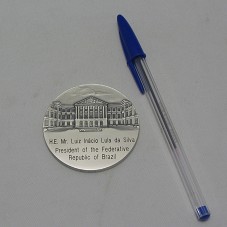 H.E. Mr. Luiz Inácio Lula da Silva
President of the Federative
Republic of Brazil